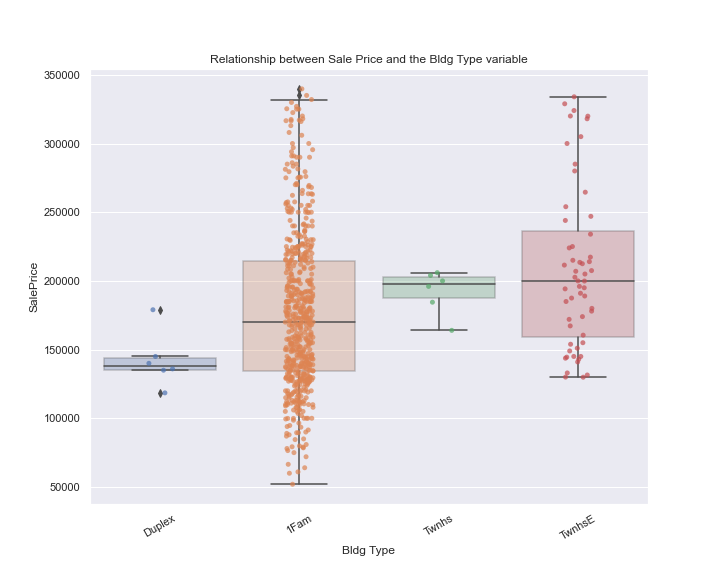 Relationship between Sale Price and the Bldg Type variable
350000
300000
250000
200000
150000
100000
50000
SalePrice
Duplex
1Fam
Twnhs
TwnhsE
Bldg Type